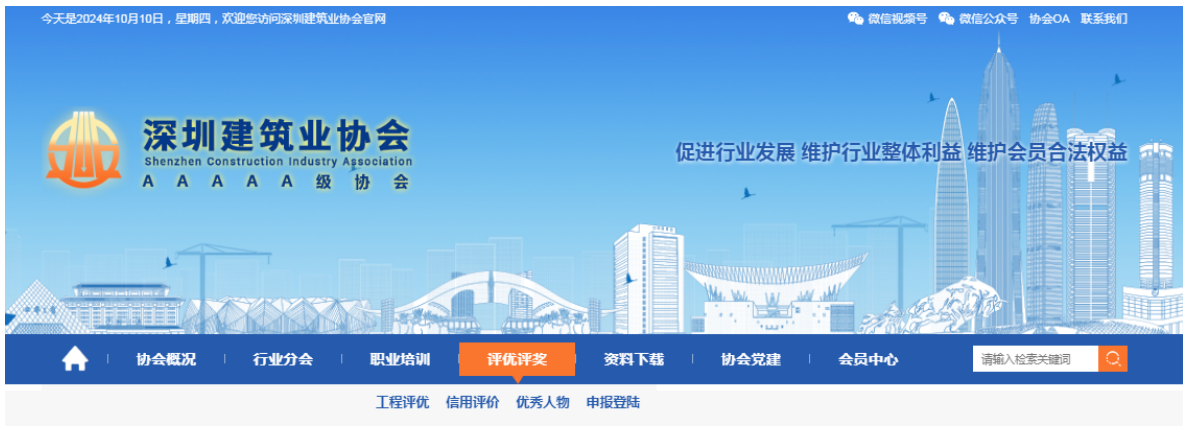 今天是2024年10月10日，星期四，欢迎您访问深圳建筑业协会官网
微信视频号 微信公众号 协会OA 联系我们
深圳建筑业协会
Shenzhen Construction Industry Association
AAAAA级协会
促进行业发展 维护行业整体利益 维护会员合法权益
协会概况 行业分会 职业培训 评优评奖 资料下载 协会党建 会员中心 请输入检索关键词
工程评优 信用评价 优秀人物 申报登陆